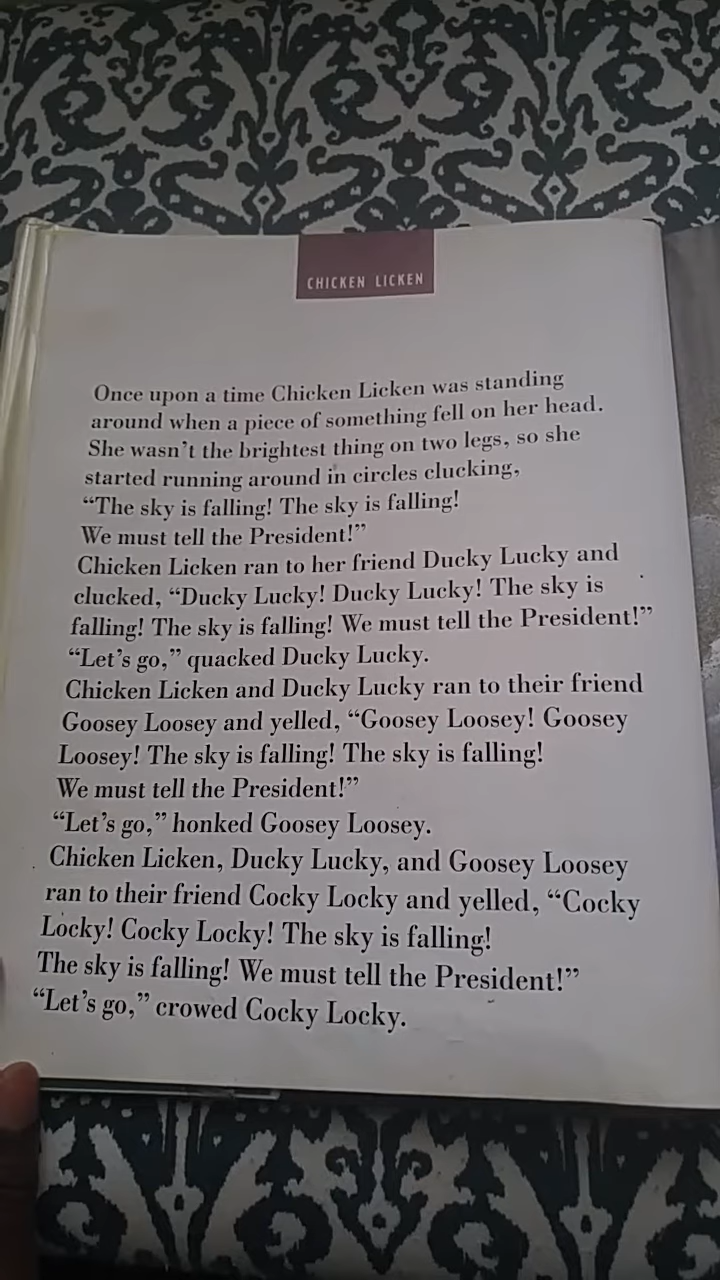 CHICKEN LICKEN
Once upon a time Chicken Licken was standing
around when a piece of something fell on her head.
She wasn't the brightest thing on two legs, so she
started running around in circles clucking,
“The sky is falling! The sky is falling!
We must tell the President!”
Chicken Licken ran to her friend Ducky Lucky and
clucked, “Ducky Lucky! Ducky Lucky! The sky is
falling! The sky is falling! We must tell the President!”
“Let’s go,” quacked Ducky Lucky.
Chicken Licken and Ducky Lucky ran to their friend
Goosey Loosey and yelled, “Goosey Loosey! Goosey
Loosey! The sky is falling! The sky is falling!
We must tell the President!”
“Let’s go,” honked Goosey Loosey.
Chicken Licken, Ducky Lucky, and Goosey Loosey
ran to their friend Cocky Locky and yelled, “Cocky
Locky! Cocky Locky! The sky is falling!
The sky is falling! We must tell the President!”
“Let’s go,” crowed Cocky Locky.